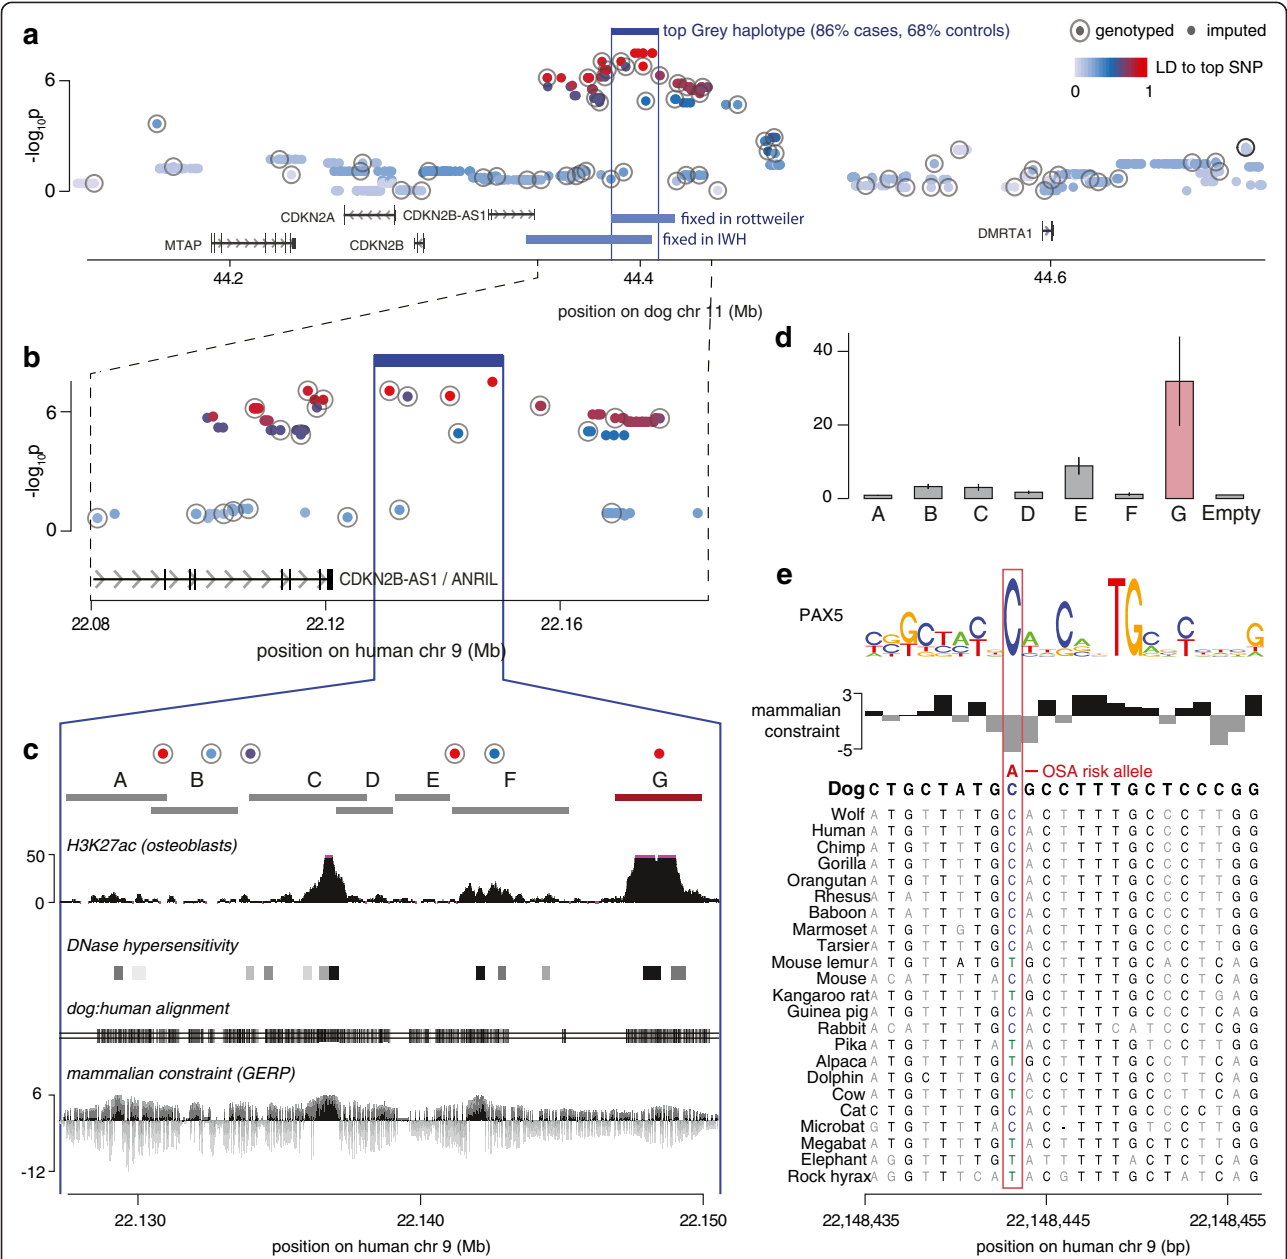 a
top Grey haplotype (86% cases, 68% controls)
genotyped
imputed
LD to top SNP
0 1
6
0
-log10p
CDKN2A
CDKN2B-AS1
MTAP
CDKN2B
fixed in rottweiler
fixed in IWH
DMRTA1
44.2 44.4 44.6
position on dog chr 11 (Mb)
b
6
0
-log10p
CDKN2B-AS1 / ANRIL
22.08 22.12 22.16
position on human chr 9 (Mb)
c
A B C D E F G
H3K27ac (osteoblasts)
50
0
DNase hypersensitivity
dog:human alignment
mammalian constraint (GERP)
6
-12
22.130 22.140 22.150
position on human chr 9 (Mb)
d
40
20
0
A B C D E F G Empty
e
PAX5
3
-5
mammalian
constraint
A – OSA risk allele
Dog C T G C T A T G C G C C T T T G C T C C C G G
Wolf A T G T T T T G C A C T T T T G C C C T T G G
Human A T G T T T T G C A C T T T T G C C C T T G G
Chimp A T G T T T T G C A C T T T T G C C C T T G G
Gorilla A T G T T T T G C A C T T T T G C C C T T G G
Orangutan A T G T T T T G C A C T T T T G C C C T T G G
Rhesus A T A T T T T G C A C T T T T G C C C T T G G
Baboon A T A T T T T G C A C T T T T G C C C T T G G
Marmoset A T G T T G T G C A C T T T T G C C C T T G G
Tarsier A T G T T T T G C A C T T T T G C C C T T G G
Mouse lemur A T G T T A T G T G C T T T T G C A C T C A G
Mouse A C A T T T T A C A C T T T T G C C C T C A G
Kangaroo rat A T G T T T T T T G C T T T T G C C C T G A G
Guinea pig A T G T T T T G C A C T T T T G C C C T C A G
Rabbit A C A T T T T G C A C T T T C A T C C T C G G
Pika A T G T T T T A T A C T T T T G T C C T T G G
Alpaca A T G T T T T G T G C T T T T G C C T T C A G
Dolphin A T G C T T T G C A C C T T T G C C T T C A G
Cow A T G T T T T G T C C T T T T G C C T T C A G
Cat C T G T T T T G C A C T T T T G C C C C T G G
Microbat G T G T T T T A C A C - T T T G T C C T T G G
Megabat A T G T T T T G T A C T T T T G C T C T T G G
Elephant A G G T T T T G T A T T T T T A C T C T C A G
Rock hyrax A G G T T T C A T A C G T T T G C T A T C A G
22,148,435 22,148,445 22,148,455
position on human chr 9 (bp)